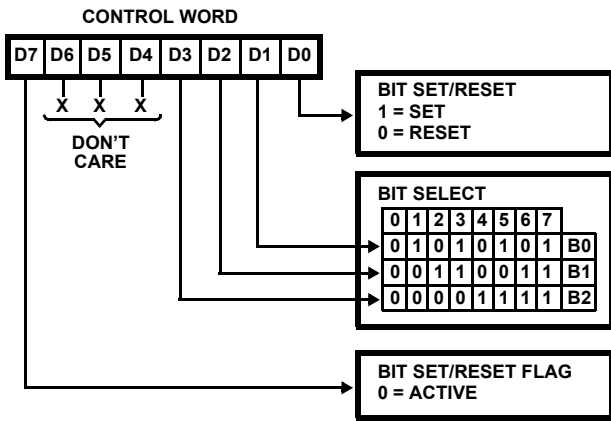 CONTROL WORD
D7 D6 D5 D4 D3 D2 D1 D0
X X X
DON'T
CARE
BIT SET/RESET
1 = SET
0 = RESET
BIT SELECT
0 1 2 3 4 5 6 7
0 1 0 1 0 1 0 1 B0
0 0 1 1 0 0 1 1 B1
0 0 0 0 1 1 1 1 B2
BIT SET/RESET FLAG
0 = ACTIVE